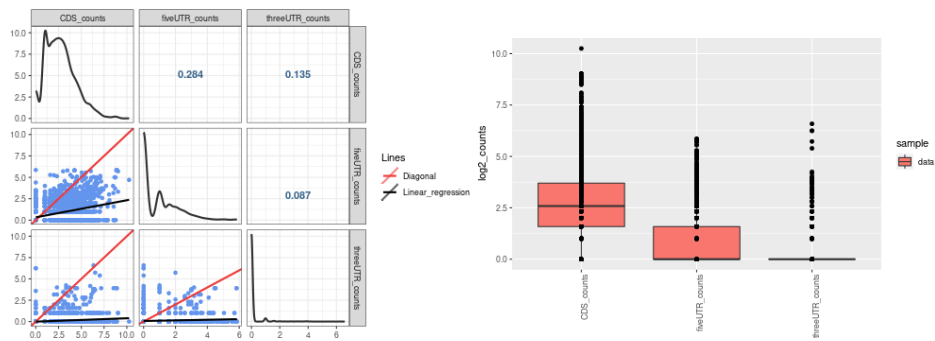 CDS_counts fiveUTR_counts threeUTR_counts
10.0
7.5
5.0
2.5
0.0
0.284
0.135
CDS_counts
10.0
7.5
5.0
2.5
0.0
0.087
fiveUTR_counts
10.0
7.5
5.0
2.5
0.0
threeUTR_counts
0.0 2.5 5.0 7.5 10.0 0 2 4 6 0 2 4 6
Lines
Diagonal
Linear_regression
log2_counts
10.0
7.5
5.0
2.5
0.0
CDS_counts
fiveUTR_counts
threeUTR_counts
sample
data